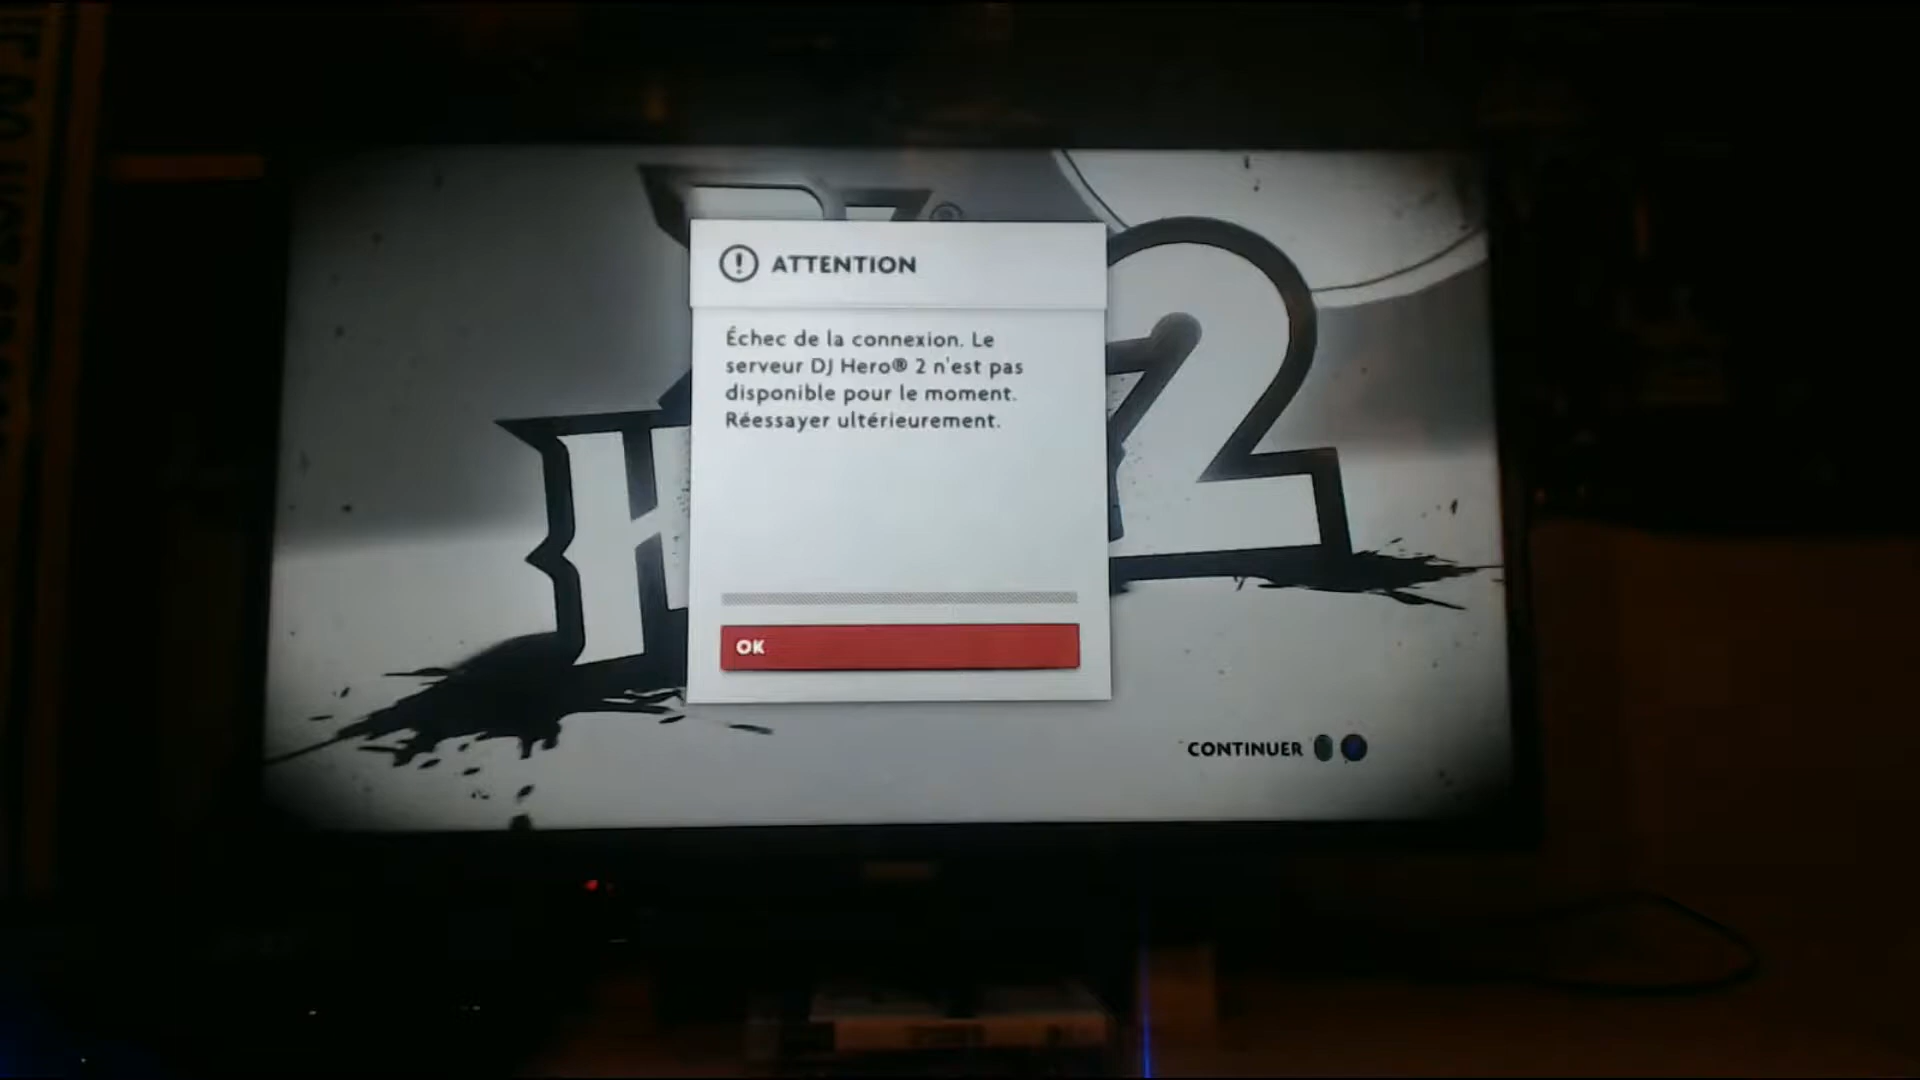 ATTENTION
Échec de la connexion. Le
serveur DJ Hero® 2 n'est pas
disponible pour le moment.
Réessayer ultérieurement.
OK
2
H
CONTINUER